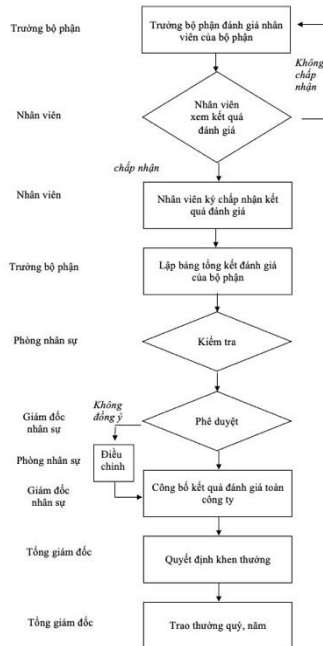 Trưởng bộ phận
Trưởng bộ phận đánh giá nhân
viên của bộ phận
Không
chấp
nhận
Nhân viên
Nhân viên
xem kết quả
đánh giá
chấp nhận
Nhân viên
Nhân viên ký chấp nhận kết
quả đánh giá
Trưởng bộ phận
Lập bảng tổng kết đánh giá
của bộ phận
Phòng nhân sự
Kiểm tra
Không
đồng ý
Giám đốc
nhân sự
Phê duyệt
Phòng nhân sự
Điều
chỉnh
Giám đốc
nhân sự
Công bố kết quả đánh giá toàn
công ty
Tổng giám đốc
Quyết định khen thưởng
Tổng giám đốc
Trao thưởng quý, năm